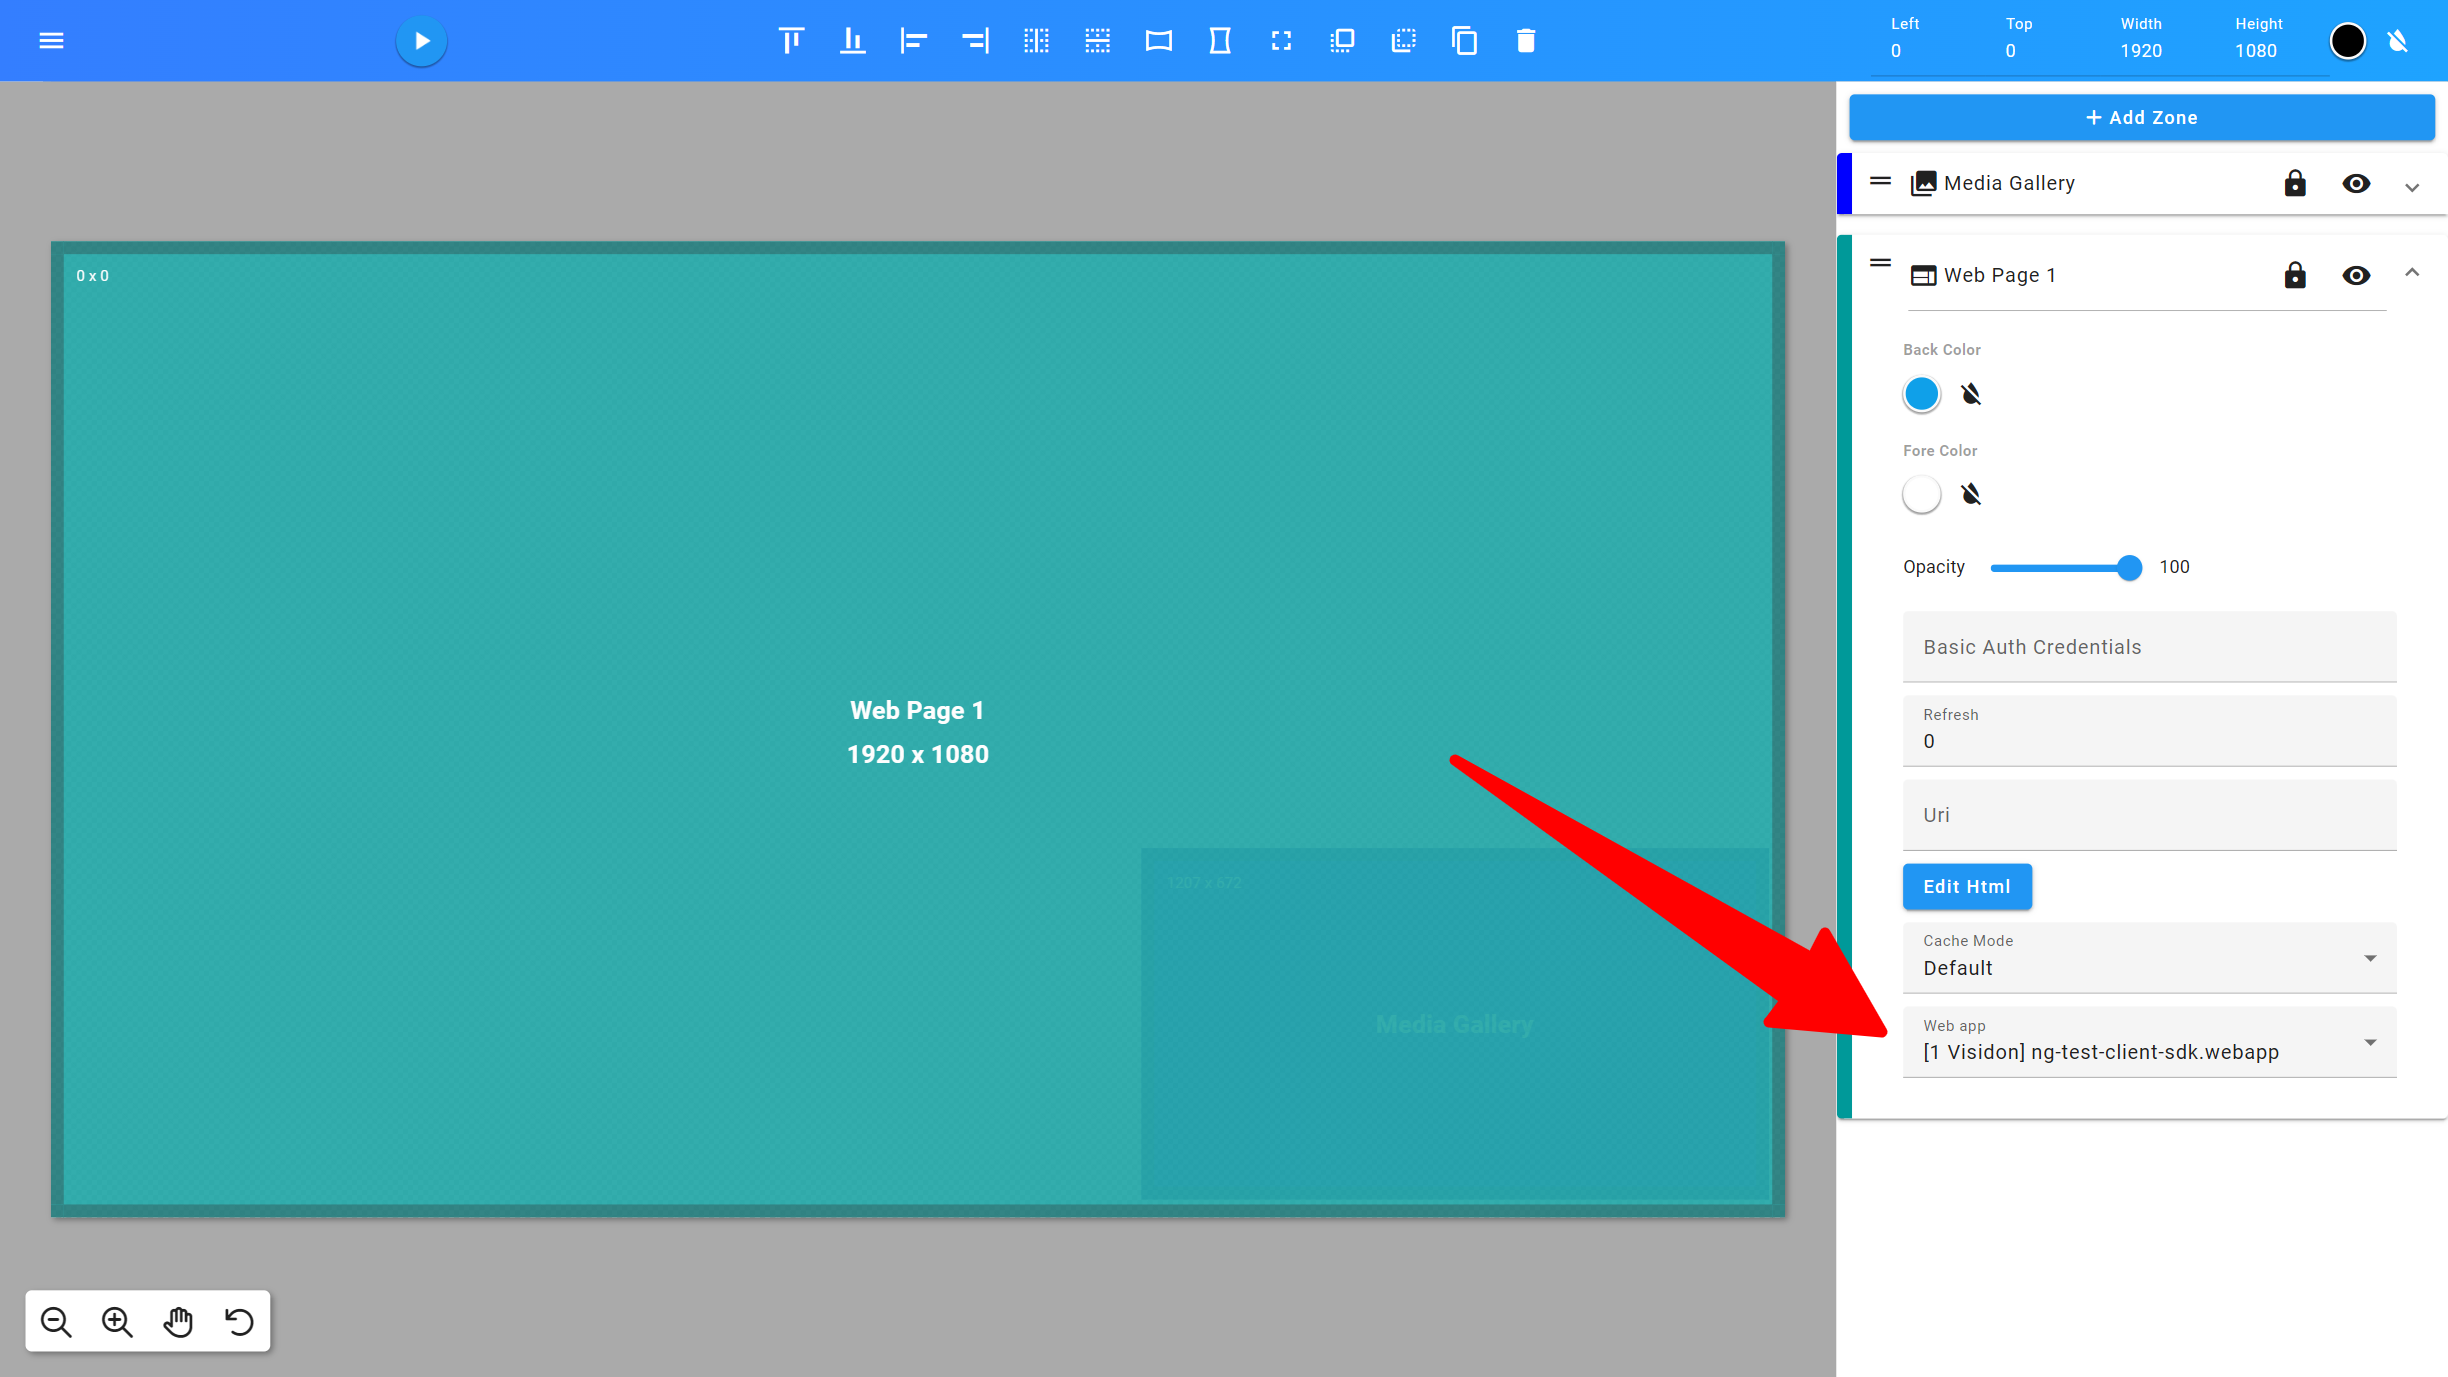 Left
0
Top
0
Width
1920
Height
1080
Add Zone
Media Gallery
Web Page 1
Back Color
Fore Color
Opacity
100
Basic Auth Credentials
Refresh
0
Uri
Edit Html
Cache Mode
Default
Web app
[1 Visidon] ng-test-client-sdk.webapp
0 x 0
Web Page 1
1920 x 1080
1207 x 672
Media Gallery